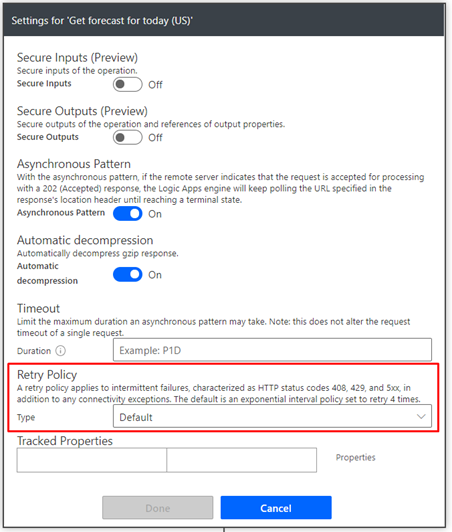 Settings for 'Get forecast for today (US)'
Secure Inputs (Preview)
Secure inputs of the operation.
Secure Inputs
Off
Secure Outputs (Preview)
Secure outputs of the operation and references of output properties.
Secure Outputs
Off
Asynchronous Pattern
With the asynchronous pattern, if the remote server indicates that the request is accepted for processing
with a 202 (Accepted) response, the Logic Apps engine will keep polling the URL specified in the
response's location header until reaching a terminal state.
Asynchronous Pattern
On
Automatic decompression
Automatically decompress gzip response.
Automatic
decompression
On
Timeout
Limit the maximum duration an asynchronous pattern may take. Note: this does not alter the request
timeout of a single request.
Duration
Example: P1D
Retry Policy
A retry policy applies to intermittent failures, characterized as HTTP status codes 408, 429, and 5xx, in
addition to any connectivity exceptions. The default is an exponential interval policy set to retry 4 times.
Type
Default
Tracked Properties
Properties
Done
Cancel